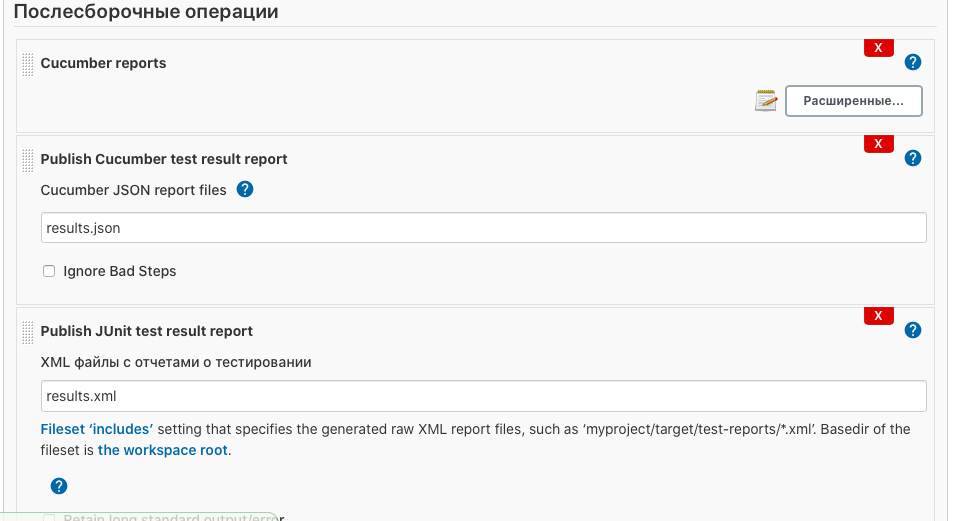 Послесборочные операции
X
Cucumber reports
?
Расширенные...
X
Publish Cucumber test result report
?
Cucumber JSON report files ?
results.json
Ignore Bad Steps
X
Publish JUnit test result report
?
XML файлы с отчетами о тестировании
results.xml
Fileset ‘includes’ setting that specifies the generated raw XML report files, such as ‘myproject/target/test-reports/*.xml’. Basedir of the
fileset is the workspace root.
?
Retain long standard output/error